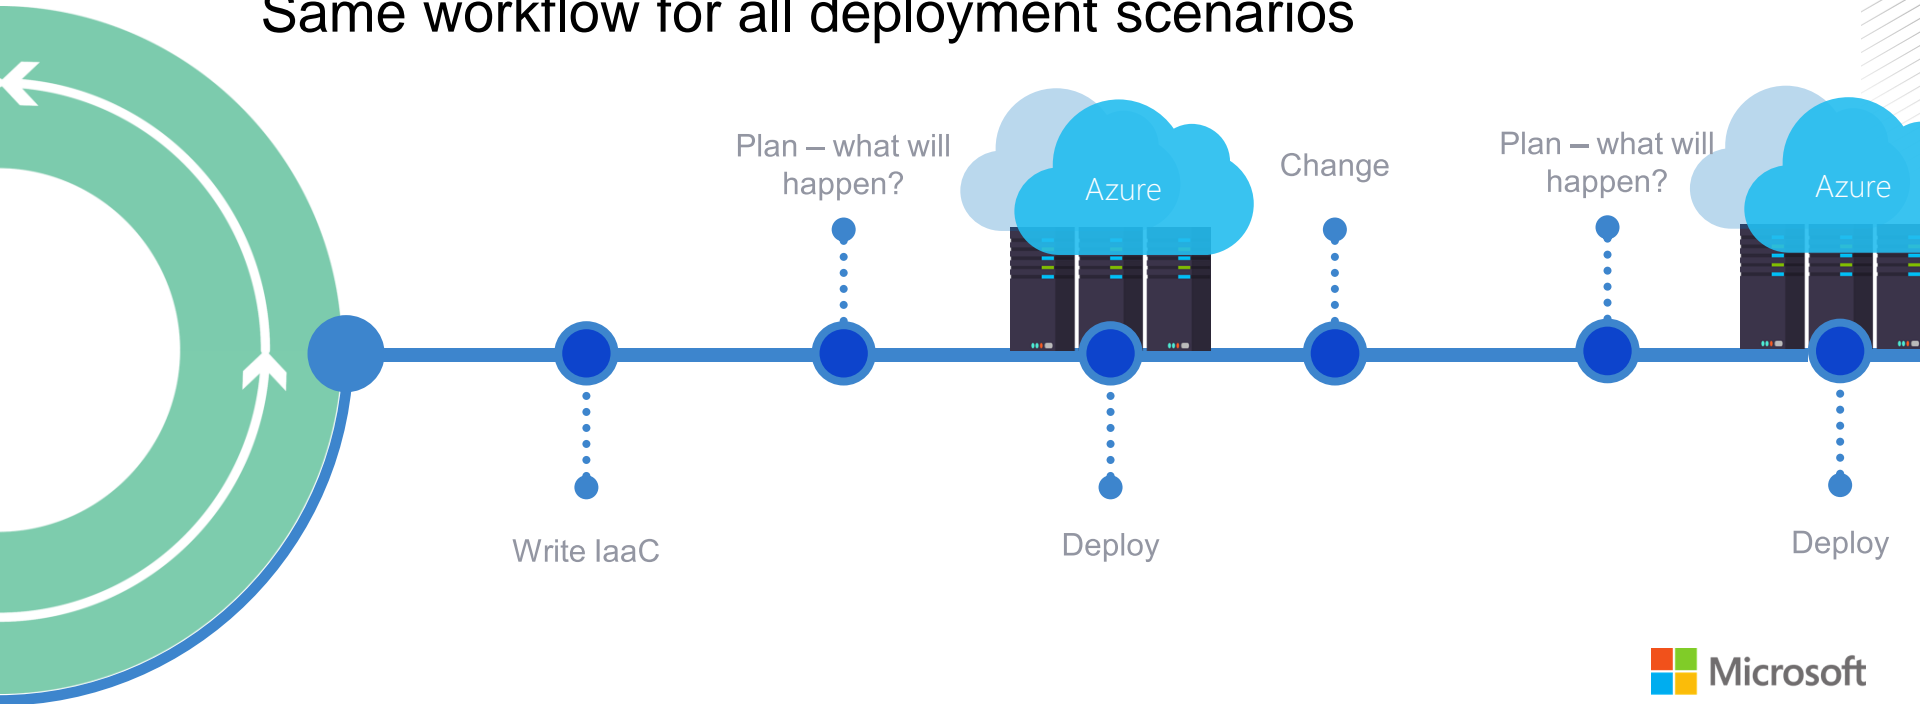 Same workflow for all deployment scenarios
Plan – what will
happen?
Azure
Change
Plan – what will
happen?
Azure
Write IaaC
Deploy
Deploy
Microsoft